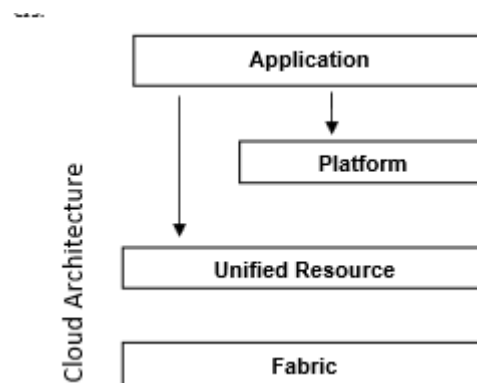 Application
Platform
Unified Resource
Fabric
Cloud Architecture